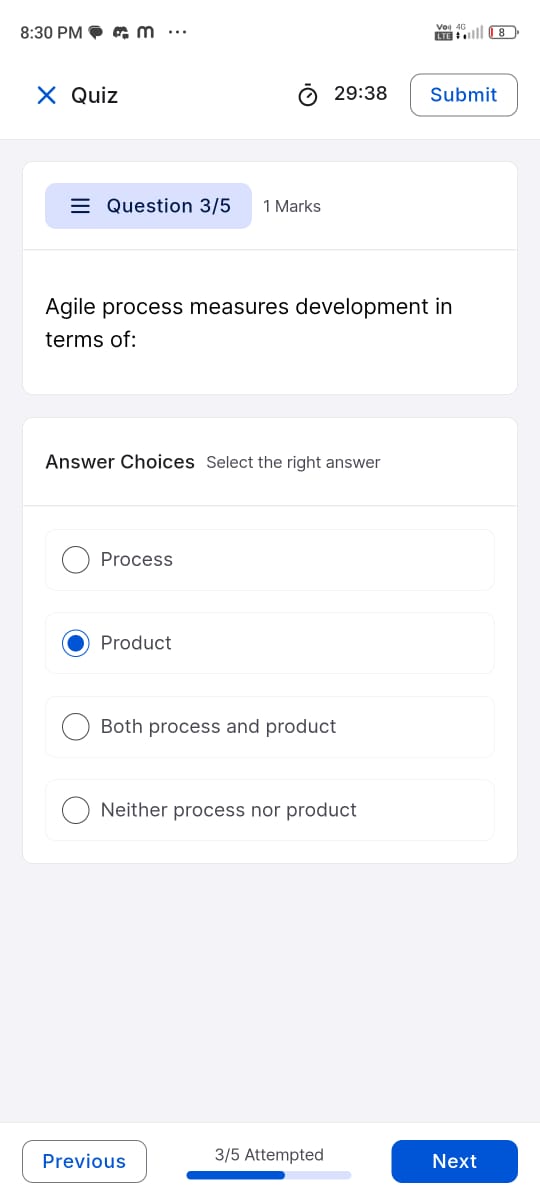 8:30 PM m ...
Vo) 4G
LTE 8
Quiz 29:38 Submit
Question 3/5 1 Marks
Agile process measures development in
terms of:
Answer Choices Select the right answer
Process
Product
Both process and product
Neither process nor product
Previous 3/5 Attempted Next